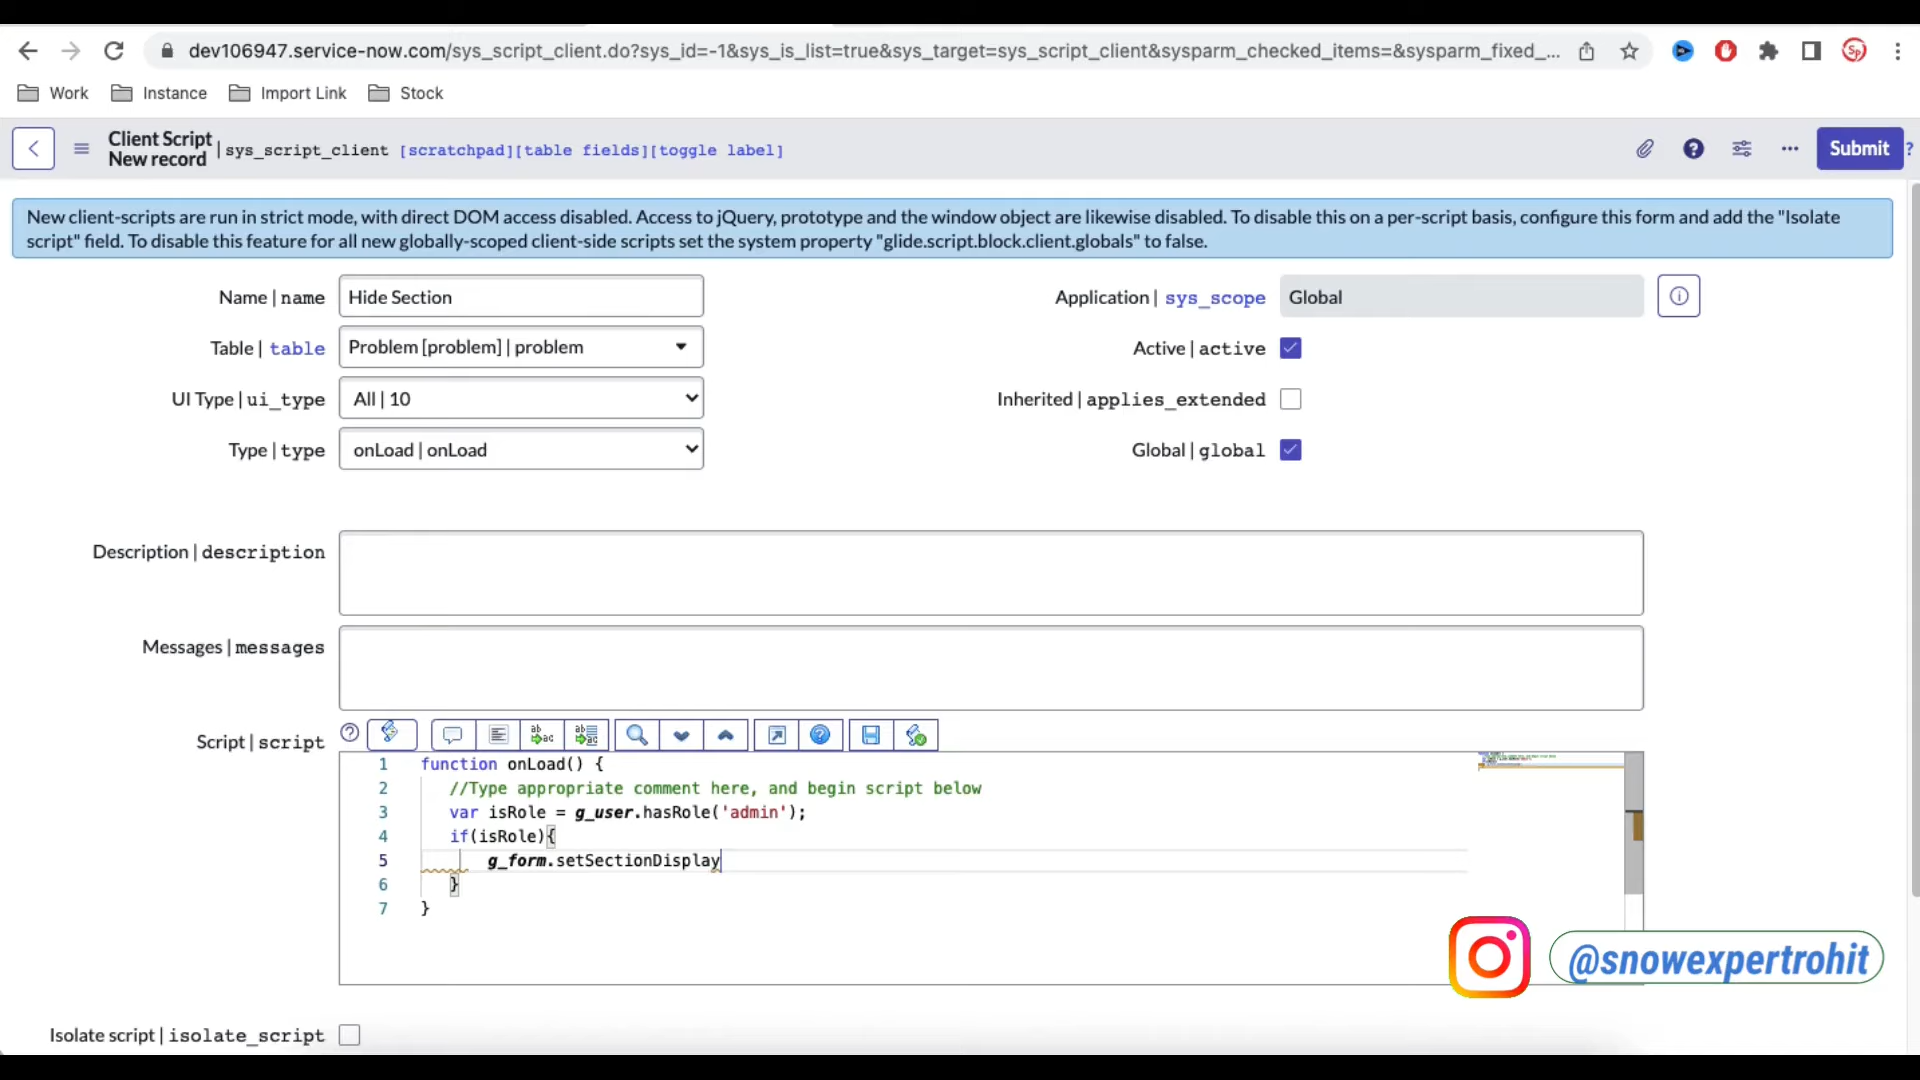 dev106947.service-now.com/sys_script_client.do?sys_id=-1&sys_is_list=true&sys_target=sys_script_client&sysparm_checked_items=&sysparm_fixed_...
Work Instance Import Link Stock
Client Script
New record | sys_script_client [scratchpad][table fields][toggle label]
Submit
New client-scripts are run in strict mode, with direct DOM access disabled. Access to jQuery, prototype and the window object are likewise disabled. To disable this on a per-script basis, configure this form and add the "Isolate
script" field. To disable this feature for all new globally-scoped client-side scripts set the system property "glide.script.block.client.globals" to false.
Name | name Hide Section
Application | sys_scope Global
Table | table Problem [problem] | problem
Active | active
UI Type | ui_type All | 10
Inherited | applies_extended
Type | type onLoad | onLoad
Global | global
Description | description
Messages | messages
Script | script
1 function onLoad() {
2 //Type appropriate comment here, and begin script below
3 var isRole = g_user.hasRole('admin');
4 if(isRole){
5 g_form.setSectionDisplay
6 }
7 }
@snowexpertrohit
Isolate script | isolate_script